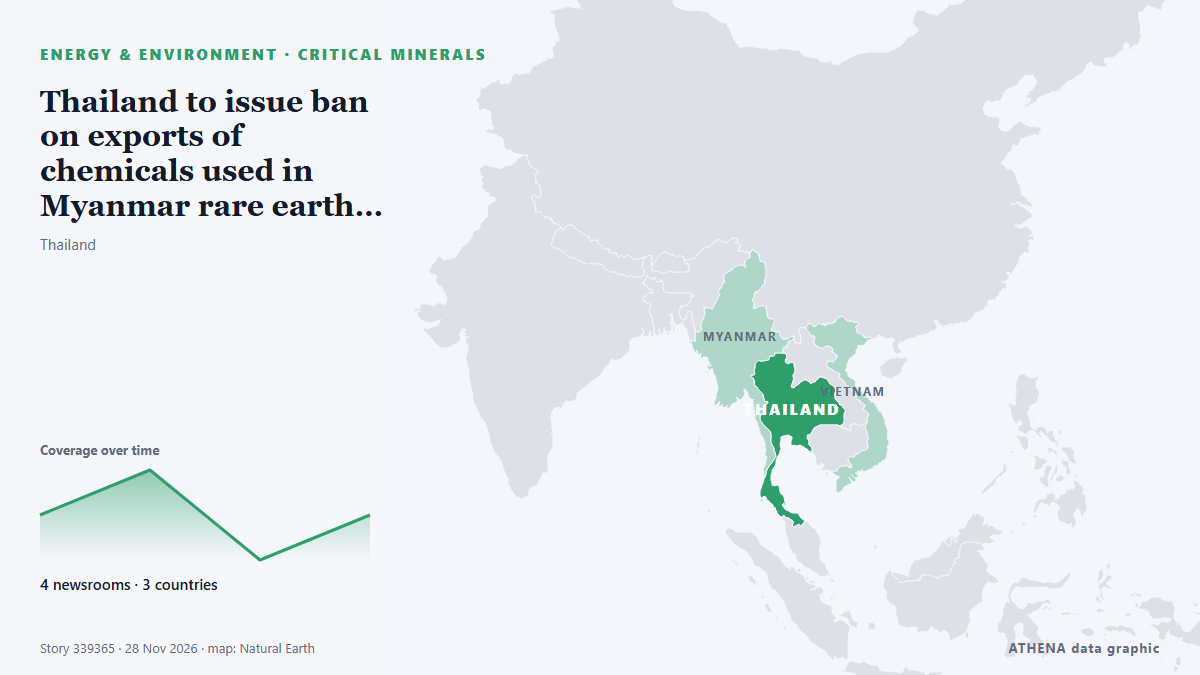 ENERGY & ENVIRONMENT · CRITICAL MINERALS
Thailand to issue ban
on exports of
chemicals used in
Myanmar rare earth...
Thailand
MYANMAR
VIETNAM
THAILAND
Coverage over time
4 newsrooms · 3 countries
Story 339365 · 28 Nov 2026 · map: Natural Earth
ATHENA data graphic